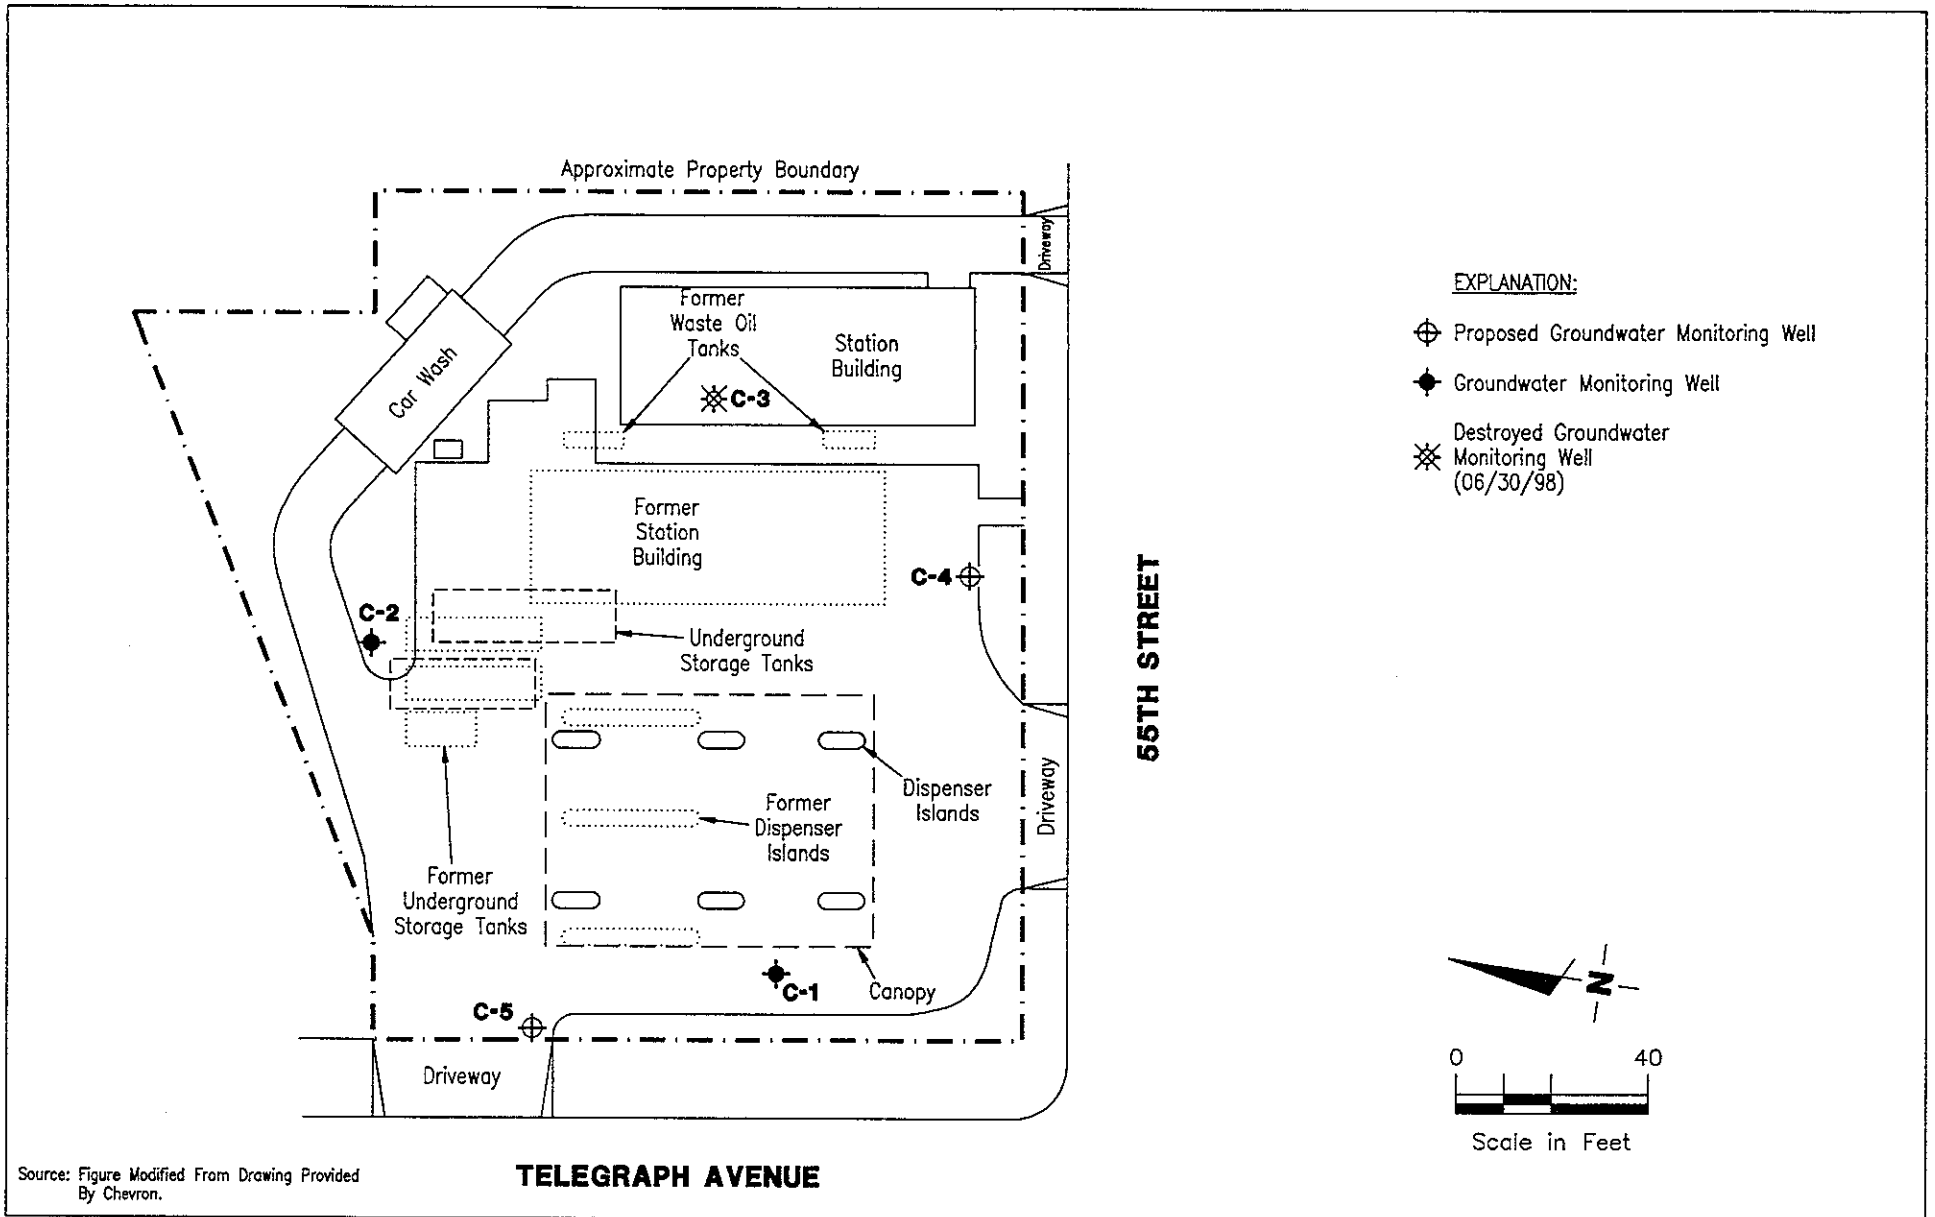 Approximate Property Boundary
Driveway
Former
Waste Oil
Tanks
Station
Building
C-3
Car Wash
EXPLANATION:
Proposed Groundwater Monitoring Well
Groundwater Monitoring Well
Destroyed Groundwater
Monitoring Well
(06/30/98)
Former
Station
Building
C-4
C-2
Underground
Storage Tanks
55TH STREET
Dispenser
Islands
Former
Dispenser
Islands
Driveway
Former
Underground
Storage Tanks
C-1
Canopy
C-5
Driveway
N
0 40
Scale in Feet
Source: Figure Modified From Drawing Provided
By Chevron.
TELEGRAPH AVENUE